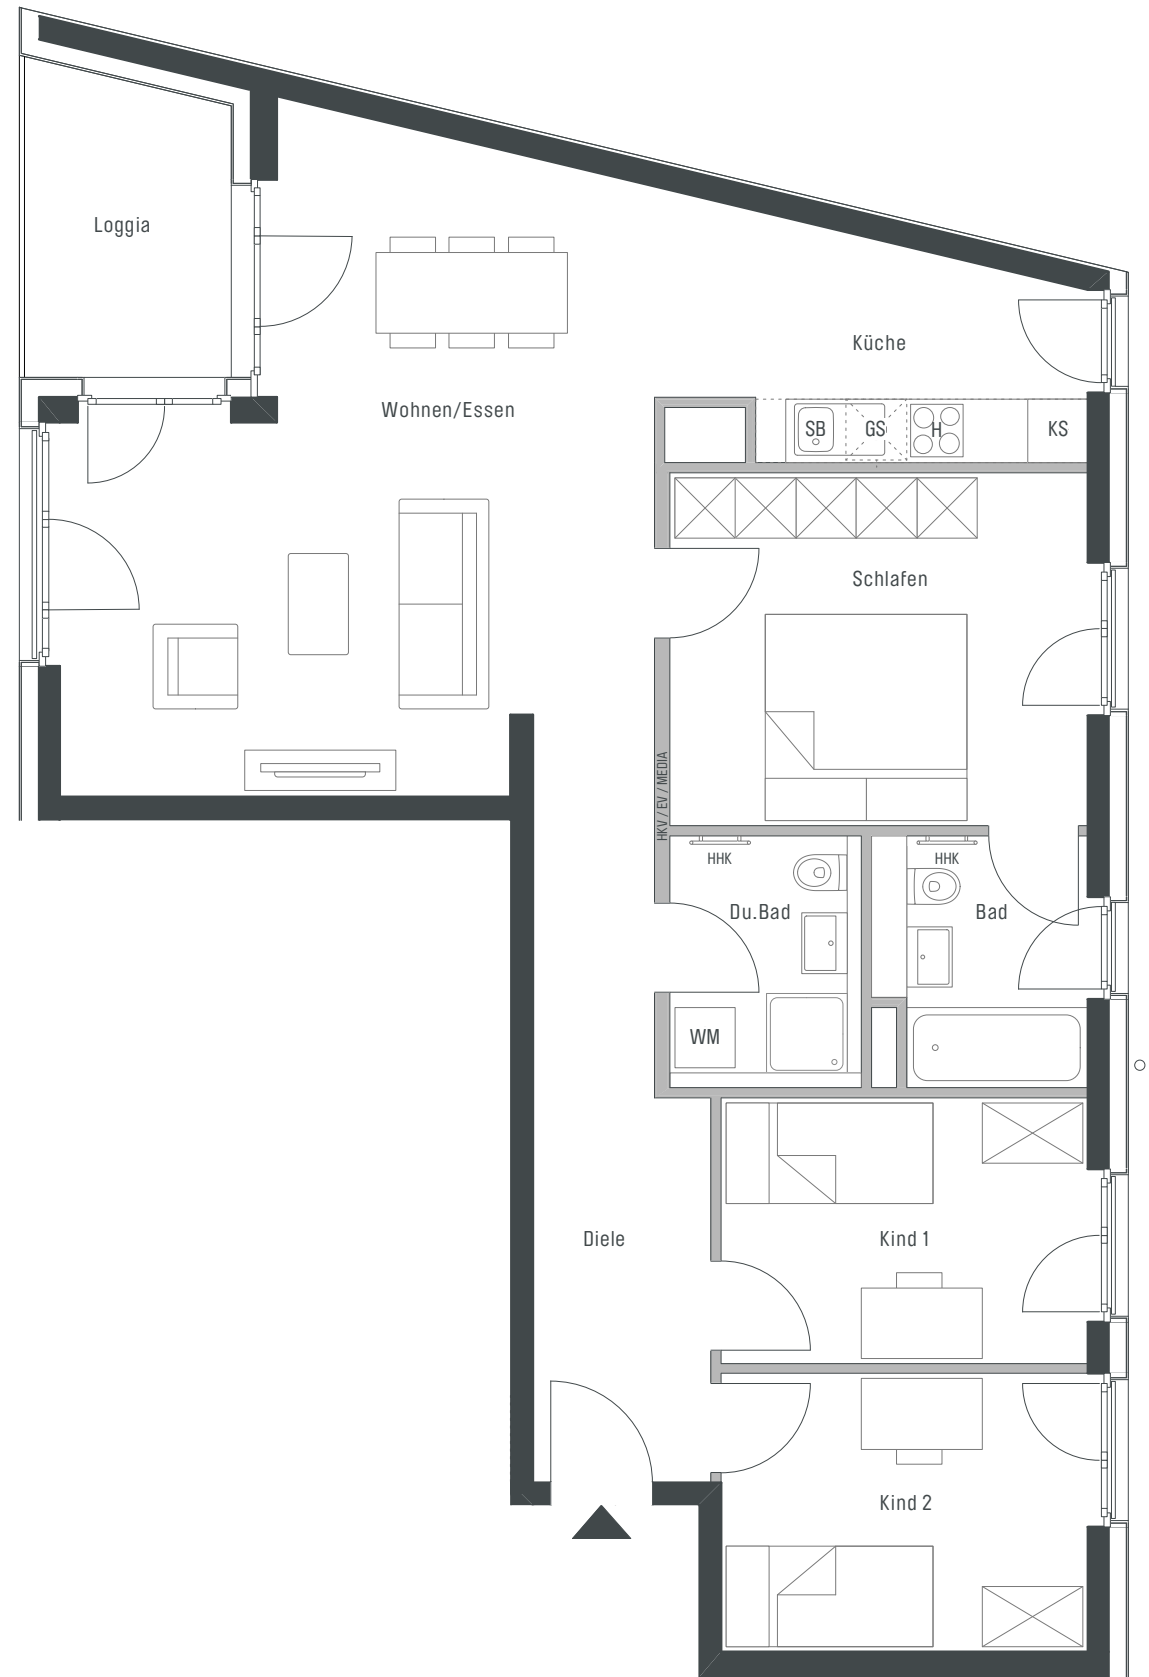 Loggia
Küche
Wohnen/Essen
SB
GS
H
KS
Schlafen
HKV / EV / MEDIA
HHK
HHK
Du.Bad
Bad
WM
Diele
Kind 1
Kind 2